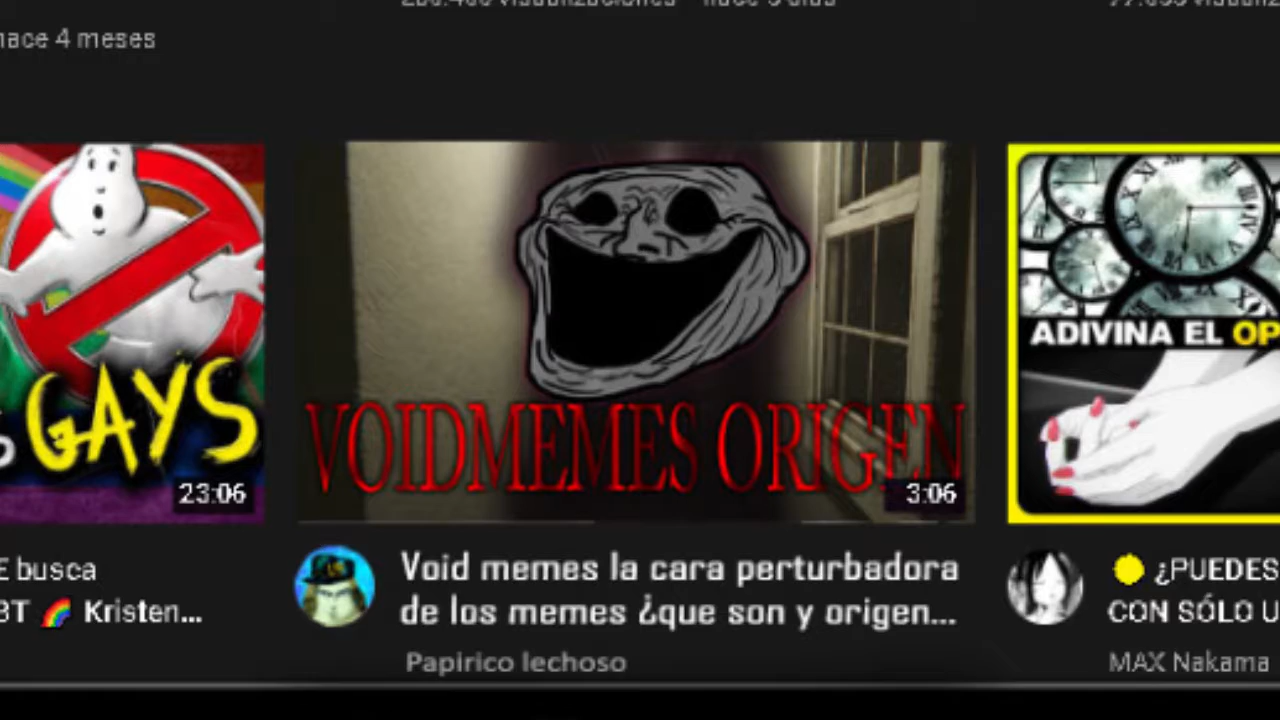 hace 4 meses
GAYS
23:06
VOIDMEMES ORIGEN
3:06
ADIVINA EL OP
E busca
BT 🌈 Kristen...
Void memes la cara perturbadora
de los memes ¿que son y origen...
Papirico lechoso
¿PUEDES
CON SÓLO U
MAX Nakama